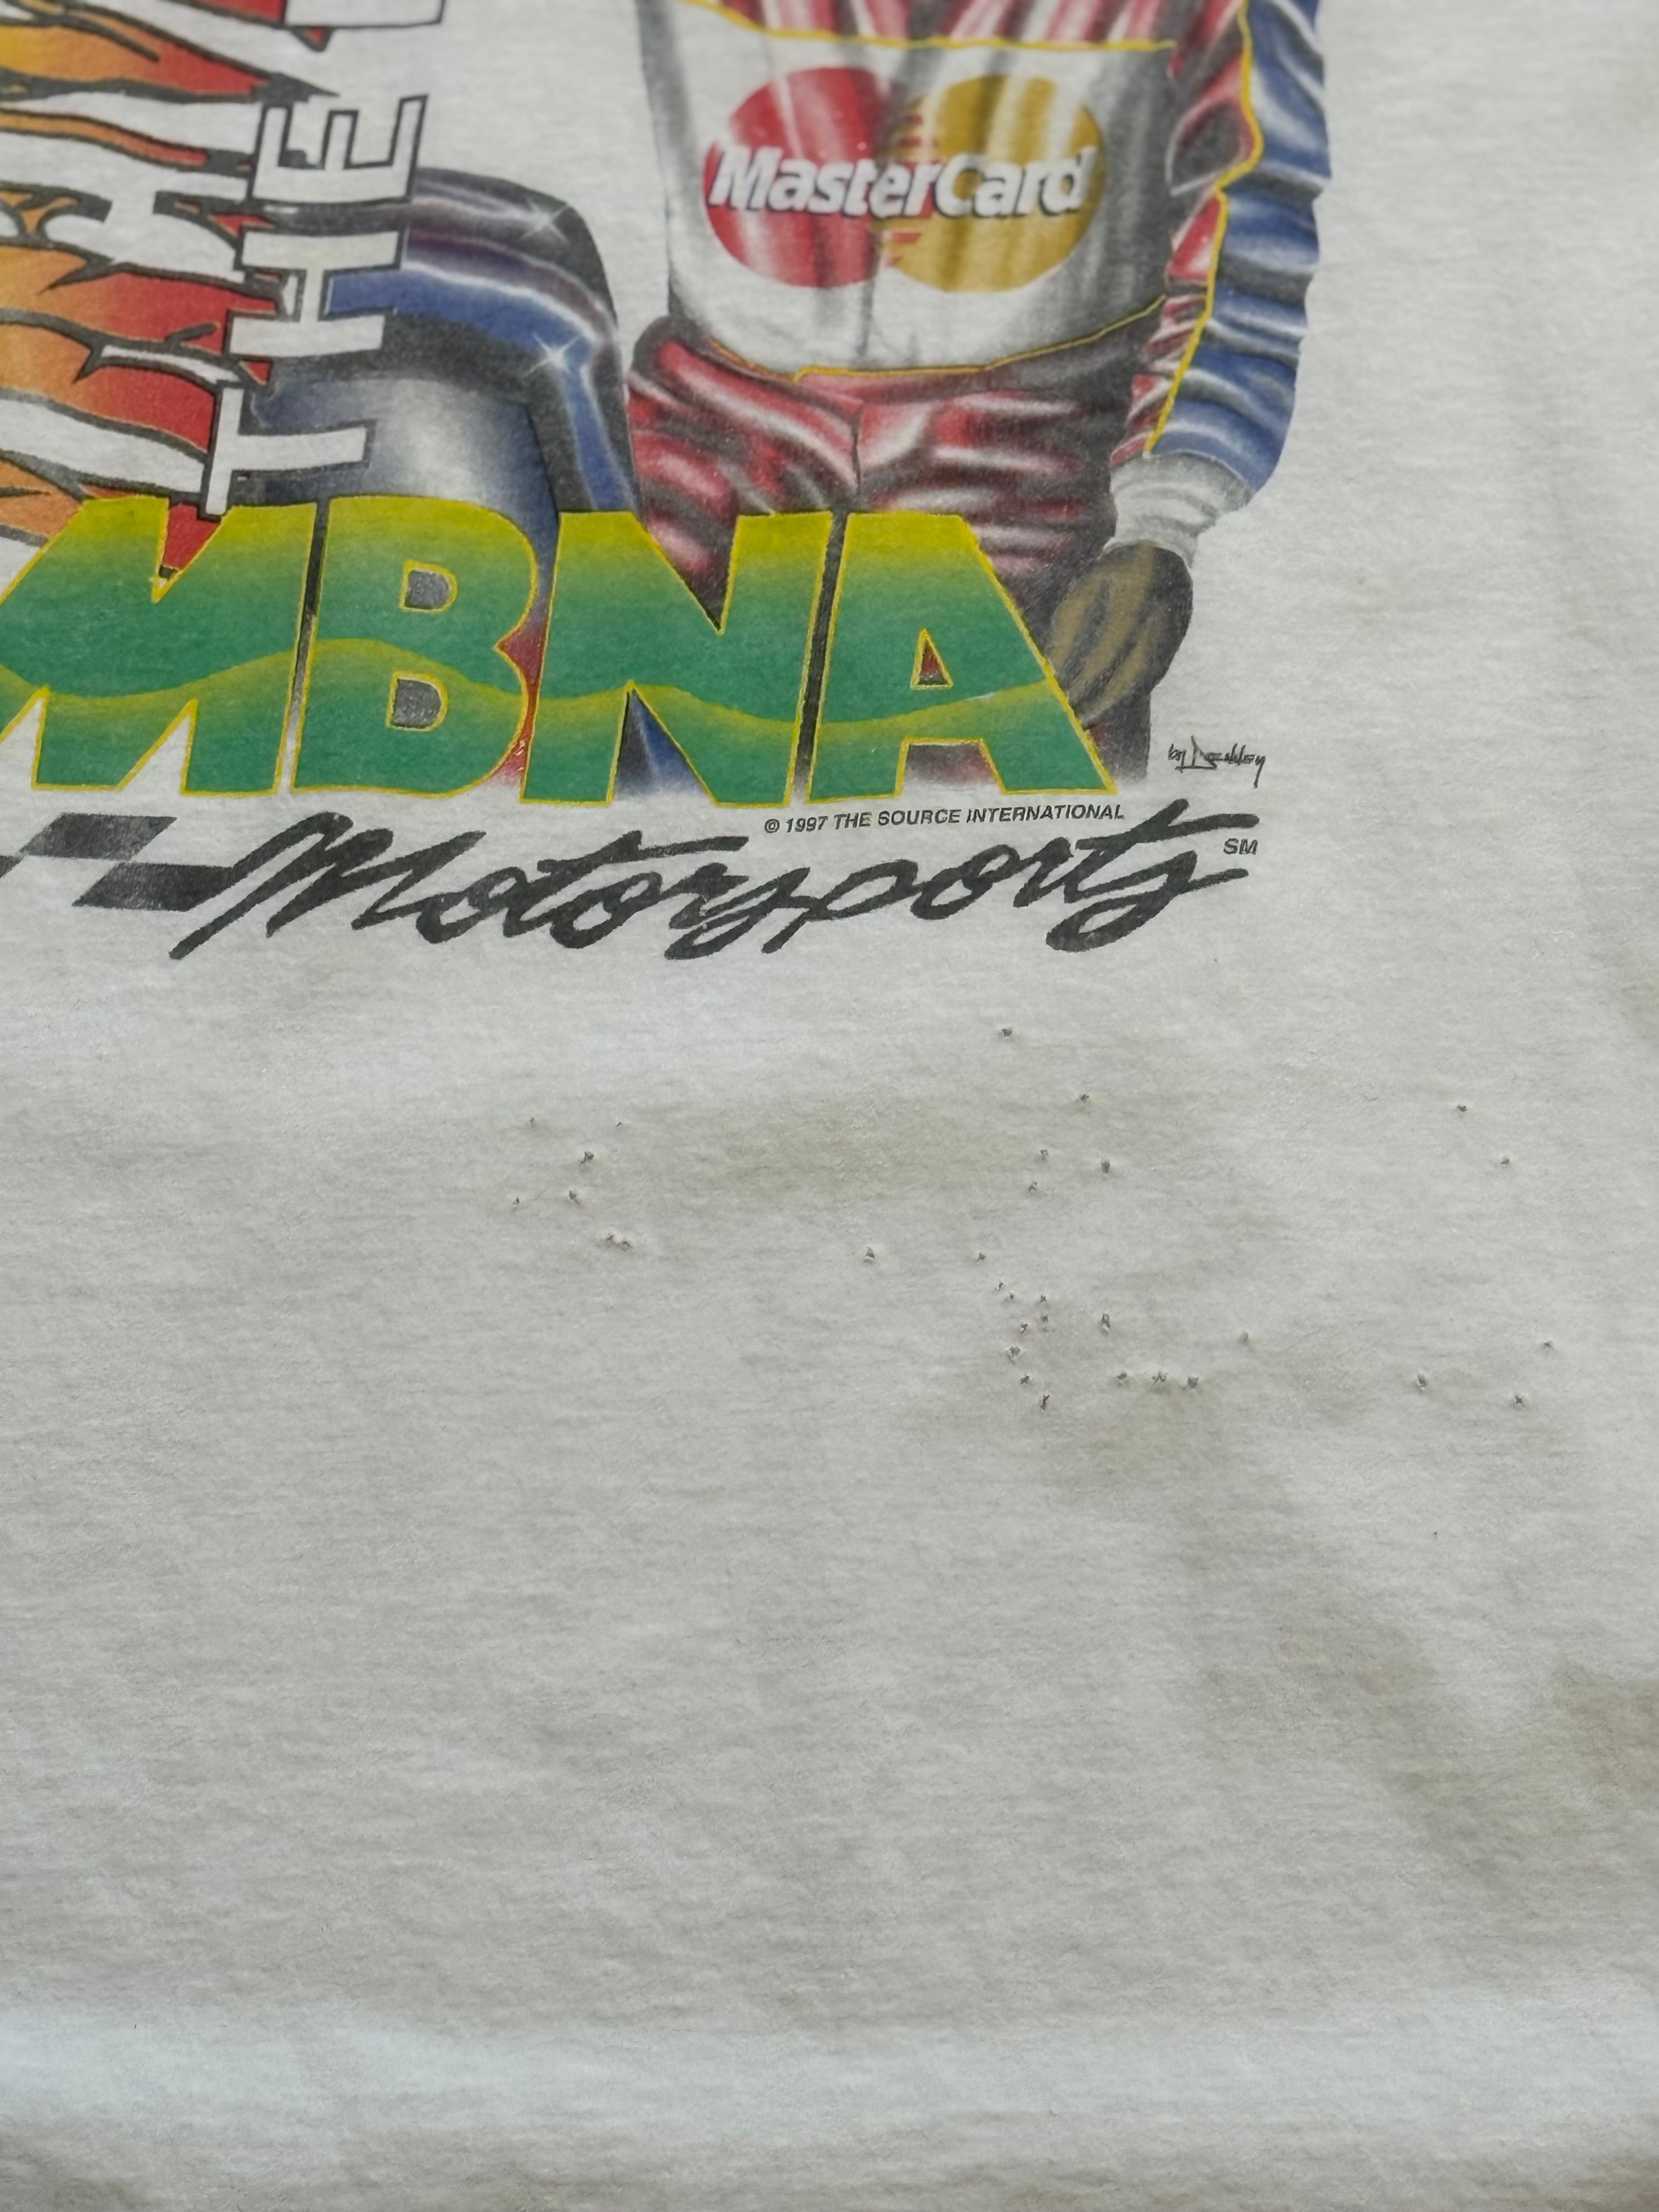 THE
MasterCard
MBNA
© 1997 THE SOURCE INTERNATIONAL
Motorsports
SM